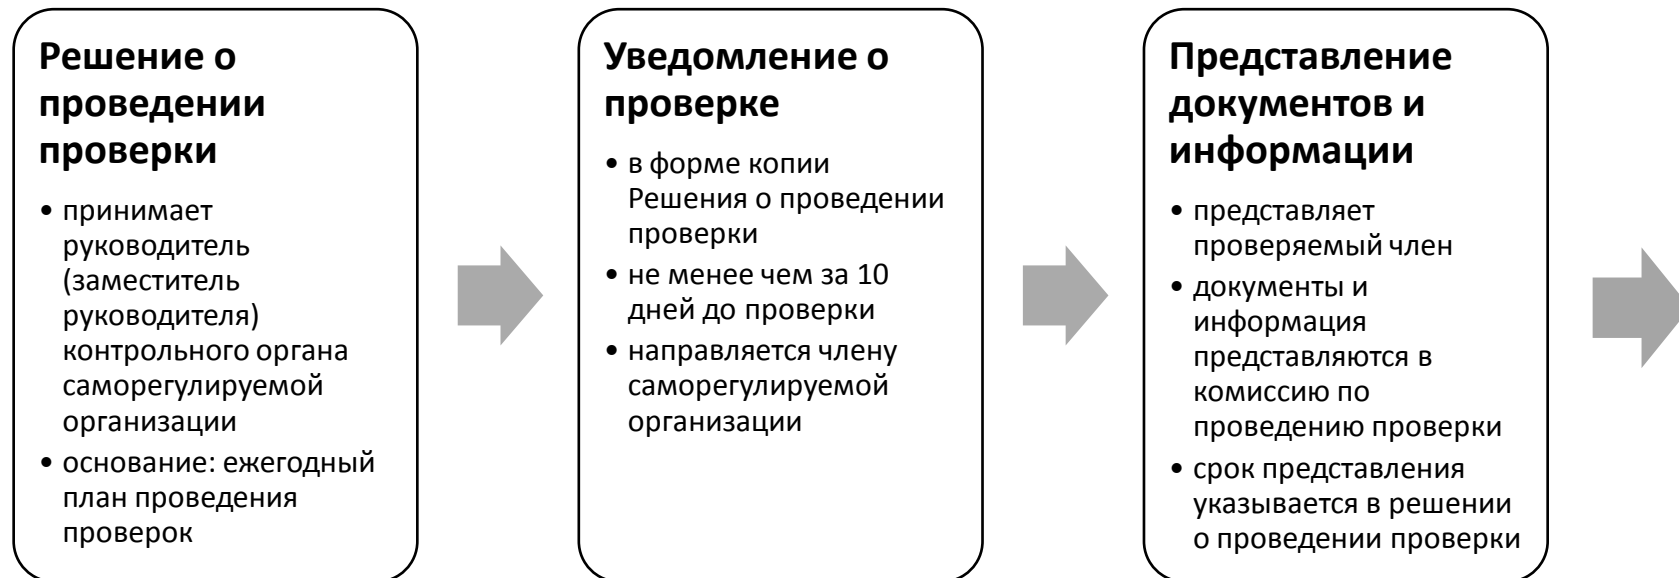 Решение о
проведении
проверки
• принимает
руководитель
(заместитель
руководителя)
контрольного органа
саморегулируемой
организации
• основание: ежегодный
план проведения
проверок
Уведомление о
проверке
• в форме копии
Решения о проведении
проверки
• не менее чем за 10
дней до проверки
• направляется члену
саморегулируемой
организации
Представление
документов и
информации
• представляет
проверяемый член
• документы и
информация
представляются в
комиссию по
проведению проверки
• срок представления
указывается в решении
о проведении проверки